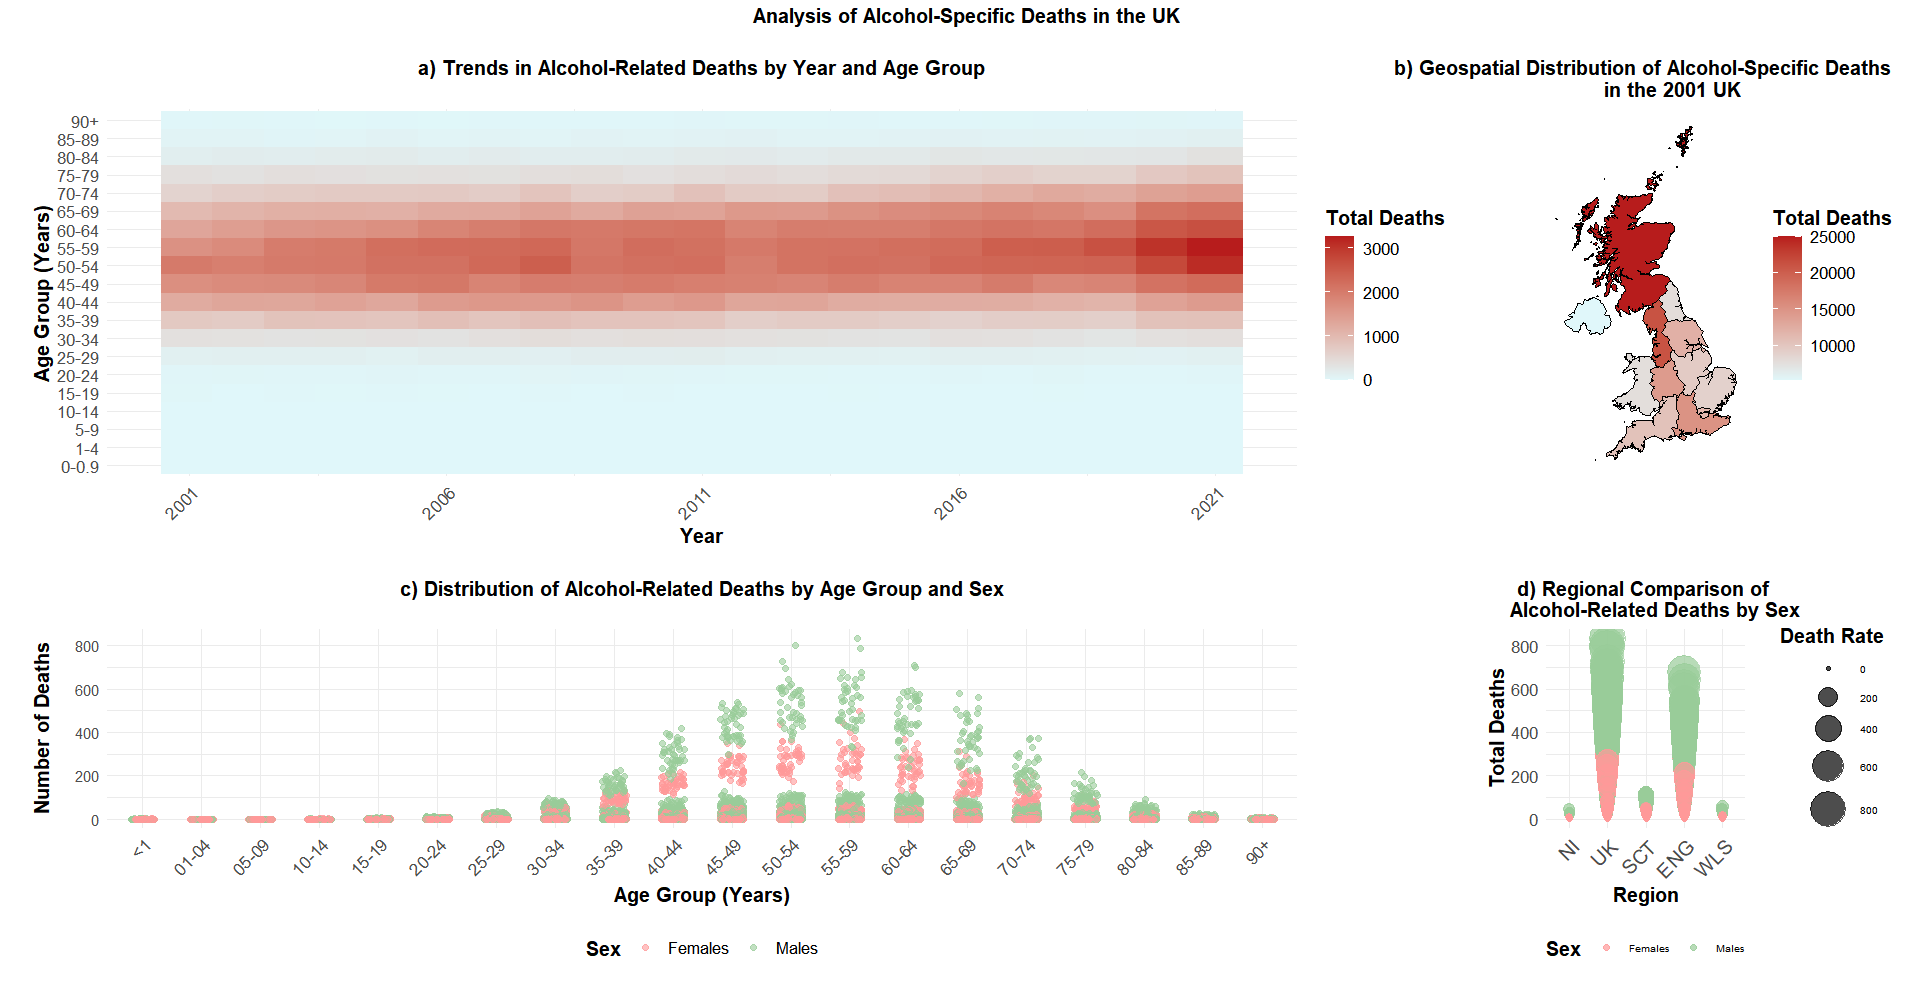 Analysis of Alcohol-Specific Deaths in the UK
a) Trends in Alcohol-Related Deaths by Year and Age Group
Age Group (Years)
90+
85-89
80-84
75-79
70-74
65-69
60-64
55-59
50-54
45-49
40-44
35-39
30-34
25-29
20-24
15-19
10-14
5-9
1-4
0-0.9
2001
2006
2011
2016
2021
Year
Total Deaths
3000
2000
1000
0
b) Geospatial Distribution of Alcohol-Specific Deaths
in the 2001 UK
Total Deaths
25000
20000
15000
10000
c) Distribution of Alcohol-Related Deaths by Age Group and Sex
Number of Deaths
800
600
400
200
0
<1
01-04
05-09
10-14
15-19
20-24
25-29
30-34
35-39
40-44
45-49
50-54
55-59
60-64
65-69
70-74
75-79
80-84
85-89
90+
Age Group (Years)
Sex Females Males
d) Regional Comparison of
Alcohol-Related Deaths by Sex
Total Deaths
800
600
400
200
0
NI
UK
SCT
ENG
WLS
Region
Death Rate
0
200
400
600
800
Sex Females Males